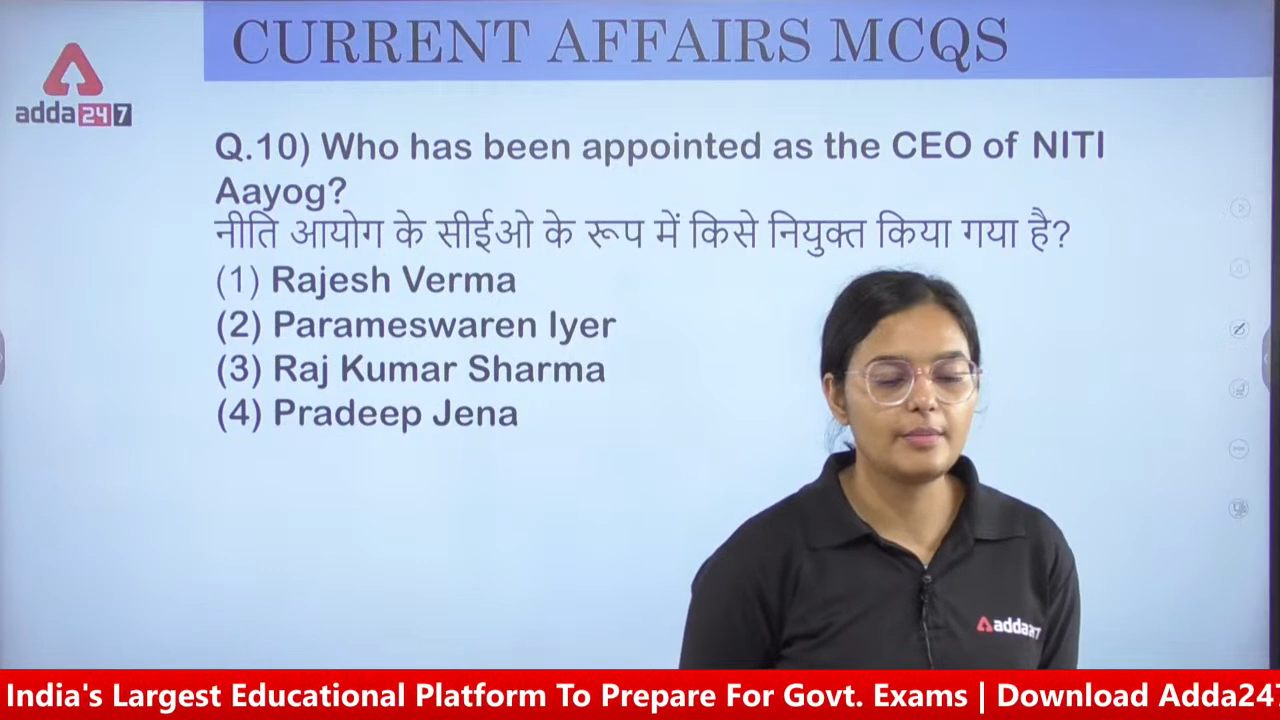 CURRENT AFFAIRS MCQS
adda247
Q.10) Who has been appointed as the CEO of NITI
Aayog?
नीति आयोग के सीईओ के रूप में किसे नियुक्त किया गया है?
(1) Rajesh Verma
(2) Parameswaren Iyer
(3) Raj Kumar Sharma
(4) Pradeep Jena
adda247
India's Largest Educational Platform To Prepare For Govt. Exams | Download Adda247